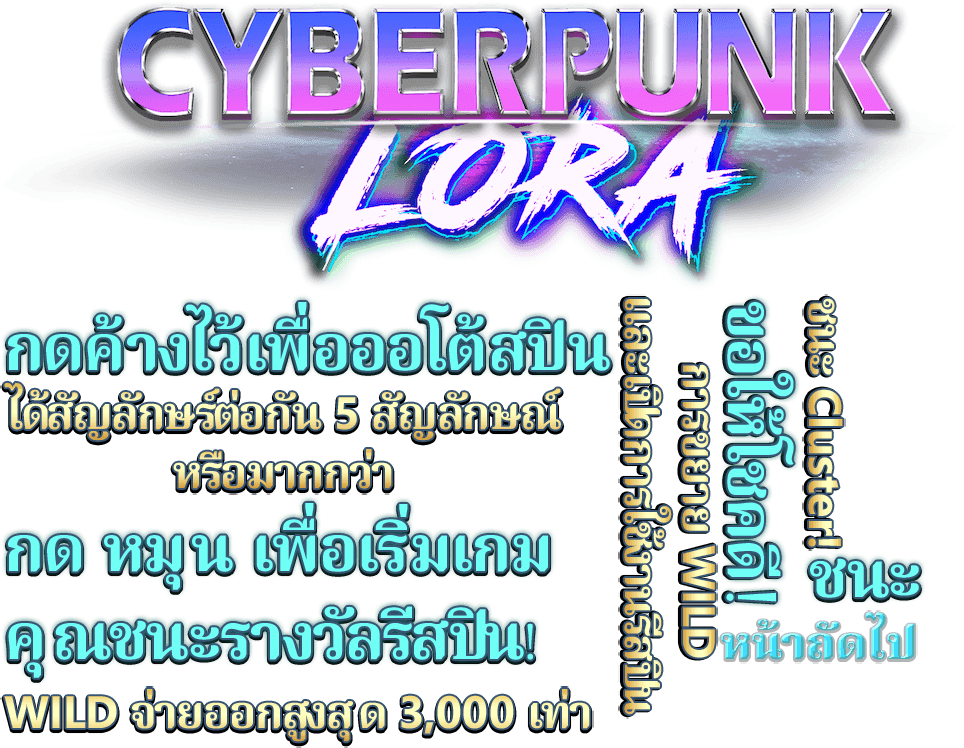 CYBERPUNK
LORA
กดค้างไว้เพื่อออโต้สปิน
ได้สัญลักษร์ต่อกัน 5 สัญลักษณ์
หรือมากกว่า
กด หมุน เพื่อเริ่มเกม
คุณชนะรางวัลรีสปิน!
WILD จ่ายออกสูงสุด 3,000 เท่า
และเปิดการใช้งานรีสปิน
การขยาย WILD
ขอให้โชคดี!
ชนะ Cluster!
ชนะ
หน้าถัดไป